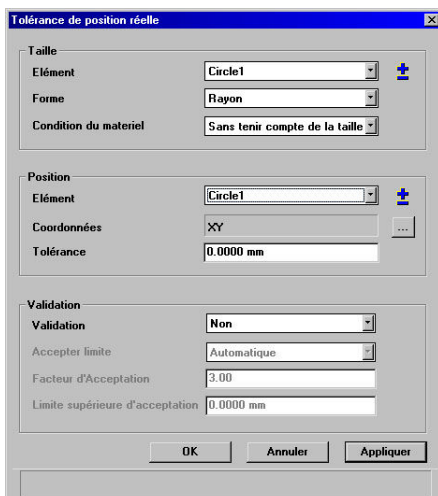 Tolérance de position réelle
Taille
Elément Circle1
Forme Rayon
Condition du materiel Sans tenir compte de la taille
Position
Elément Circle1
Coordonnées XY ...
Tolérance 0.0000 mm
Validation
Validation Non
Accepter limite Automatique
Facteur d'Acceptation 3.00
Limite supérieure d'acceptation 0.0000 mm
OK Annuler Appliquer